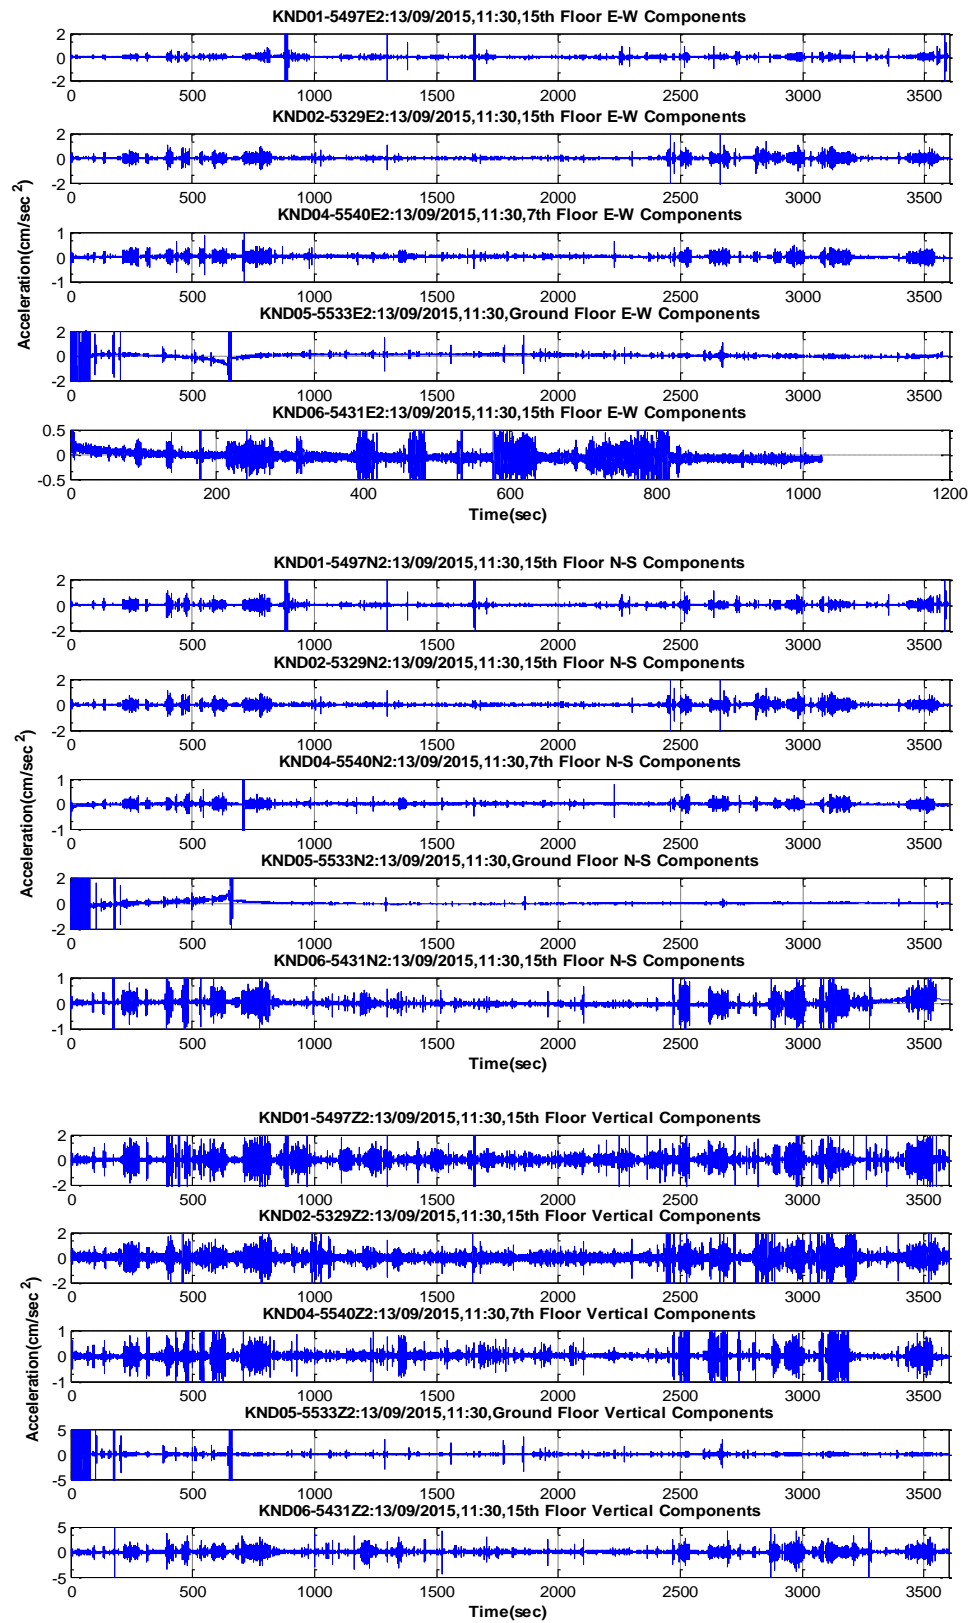 KND01-5497E2:13/09/2015,11:30,15th Floor E-W Components
2
0
-2
0 500 1000 1500 2000 2500 3000 3500
KND02-5329E2:13/09/2015,11:30,15th Floor E-W Components
2
0
-2
0 500 1000 1500 2000 2500 3000 3500
KND04-5540E2:13/09/2015,11:30,7th Floor E-W Components
1
0
-1
0 500 1000 1500 2000 2500 3000 3500
KND05-5533E2:13/09/2015,11:30,Ground Floor E-W Components
2
0
-2
0 500 1000 1500 2000 2500 3000 3500
KND06-5431E2:13/09/2015,11:30,15th Floor E-W Components
0.5
0
-0.5
0 200 400 600 800 1000 1200
Time(sec)
Acceleration(cm/sec²)
KND01-5497N2:13/09/2015,11:30,15th Floor N-S Components
2
0
-2
0 500 1000 1500 2000 2500 3000 3500
KND02-5329N2:13/09/2015,11:30,15th Floor N-S Components
2
0
-2
0 500 1000 1500 2000 2500 3000 3500
KND04-5540N2:13/09/2015,11:30,7th Floor N-S Components
1
0
-1
0 500 1000 1500 2000 2500 3000 3500
KND05-5533N2:13/09/2015,11:30,Ground Floor N-S Components
2
0
-2
0 500 1000 1500 2000 2500 3000 3500
KND06-5431N2:13/09/2015,11:30,15th Floor N-S Components
1
0
-1
0 500 1000 1500 2000 2500 3000 3500
Time(sec)
Acceleration(cm/sec²)
KND01-5497Z2:13/09/2015,11:30,15th Floor Vertical Components
2
0
-2
0 500 1000 1500 2000 2500 3000 3500
KND02-5329Z2:13/09/2015,11:30,15th Floor Vertical Components
2
0
-2
0 500 1000 1500 2000 2500 3000 3500
KND04-5540Z2:13/09/2015,11:30,7th Floor Vertical Components
1
0
-1
0 500 1000 1500 2000 2500 3000 3500
KND05-5533Z2:13/09/2015,11:30,Ground Floor Vertical Components
5
0
-5
0 500 1000 1500 2000 2500 3000 3500
KND06-5431Z2:13/09/2015,11:30,15th Floor Vertical Components
5
0
-5
0 500 1000 1500 2000 2500 3000 3500
Time(sec)
Acceleration(cm/sec²)